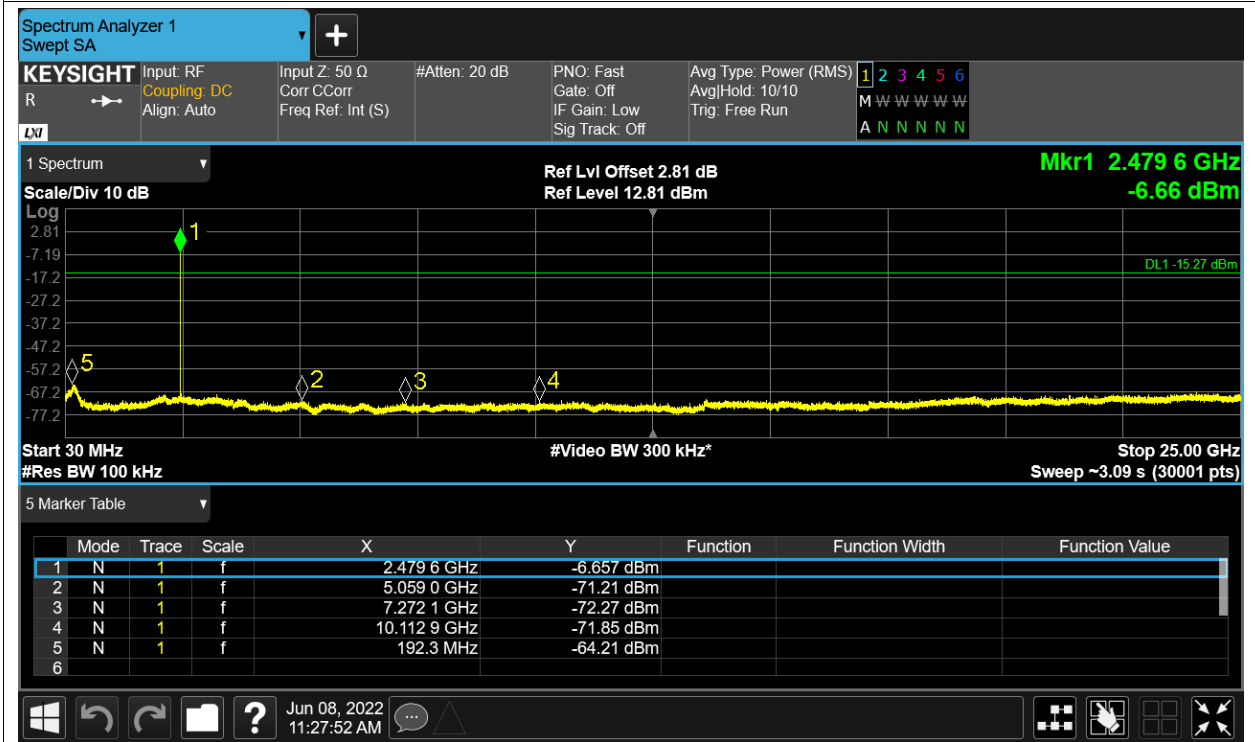 Spectrum Analyzer 1
Swept SA
KEYSIGHT Input: RF Input Z: 50 Ω #Atten: 20 dB PNO: Fast Avg Type: Power (RMS) 1 2 3 4 5 6
R Coupling: DC Corr CCorr Gate: Off Avg|Hold: 10/10 M W W W W W
Align: Auto Freq Ref: Int (S) IF Gain: Low Trig: Free Run
LXI Sig Track: Off A N N N N N
1 Spectrum Ref Lvl Offset 2.81 dB Mkr1 2.479 6 GHz
Scale/Div 10 dB Ref Level 12.81 dBm -6.66 dBm
Log
2.81 1
-7.19
DL1 -15.27 dBm
-17.2
-27.2
-37.2
-47.2
-57.2 5
2 3 4
-67.2
-77.2
Start 30 MHz #Video BW 300 kHz* Stop 25.00 GHz
#Res BW 100 kHz Sweep ~3.09 s (30001 pts)
5 Marker Table
Mode Trace Scale X Y Function Function Width Function Value
1 N 1 f 2.479 6 GHz -6.657 dBm
2 N 1 f 5.059 0 GHz -71.21 dBm
3 N 1 f 7.272 1 GHz -72.27 dBm
4 N 1 f 10.112 9 GHz -71.85 dBm
5 N 1 f 192.3 MHz -64.21 dBm
6
? Jun 08, 2022
11:27:52 AM